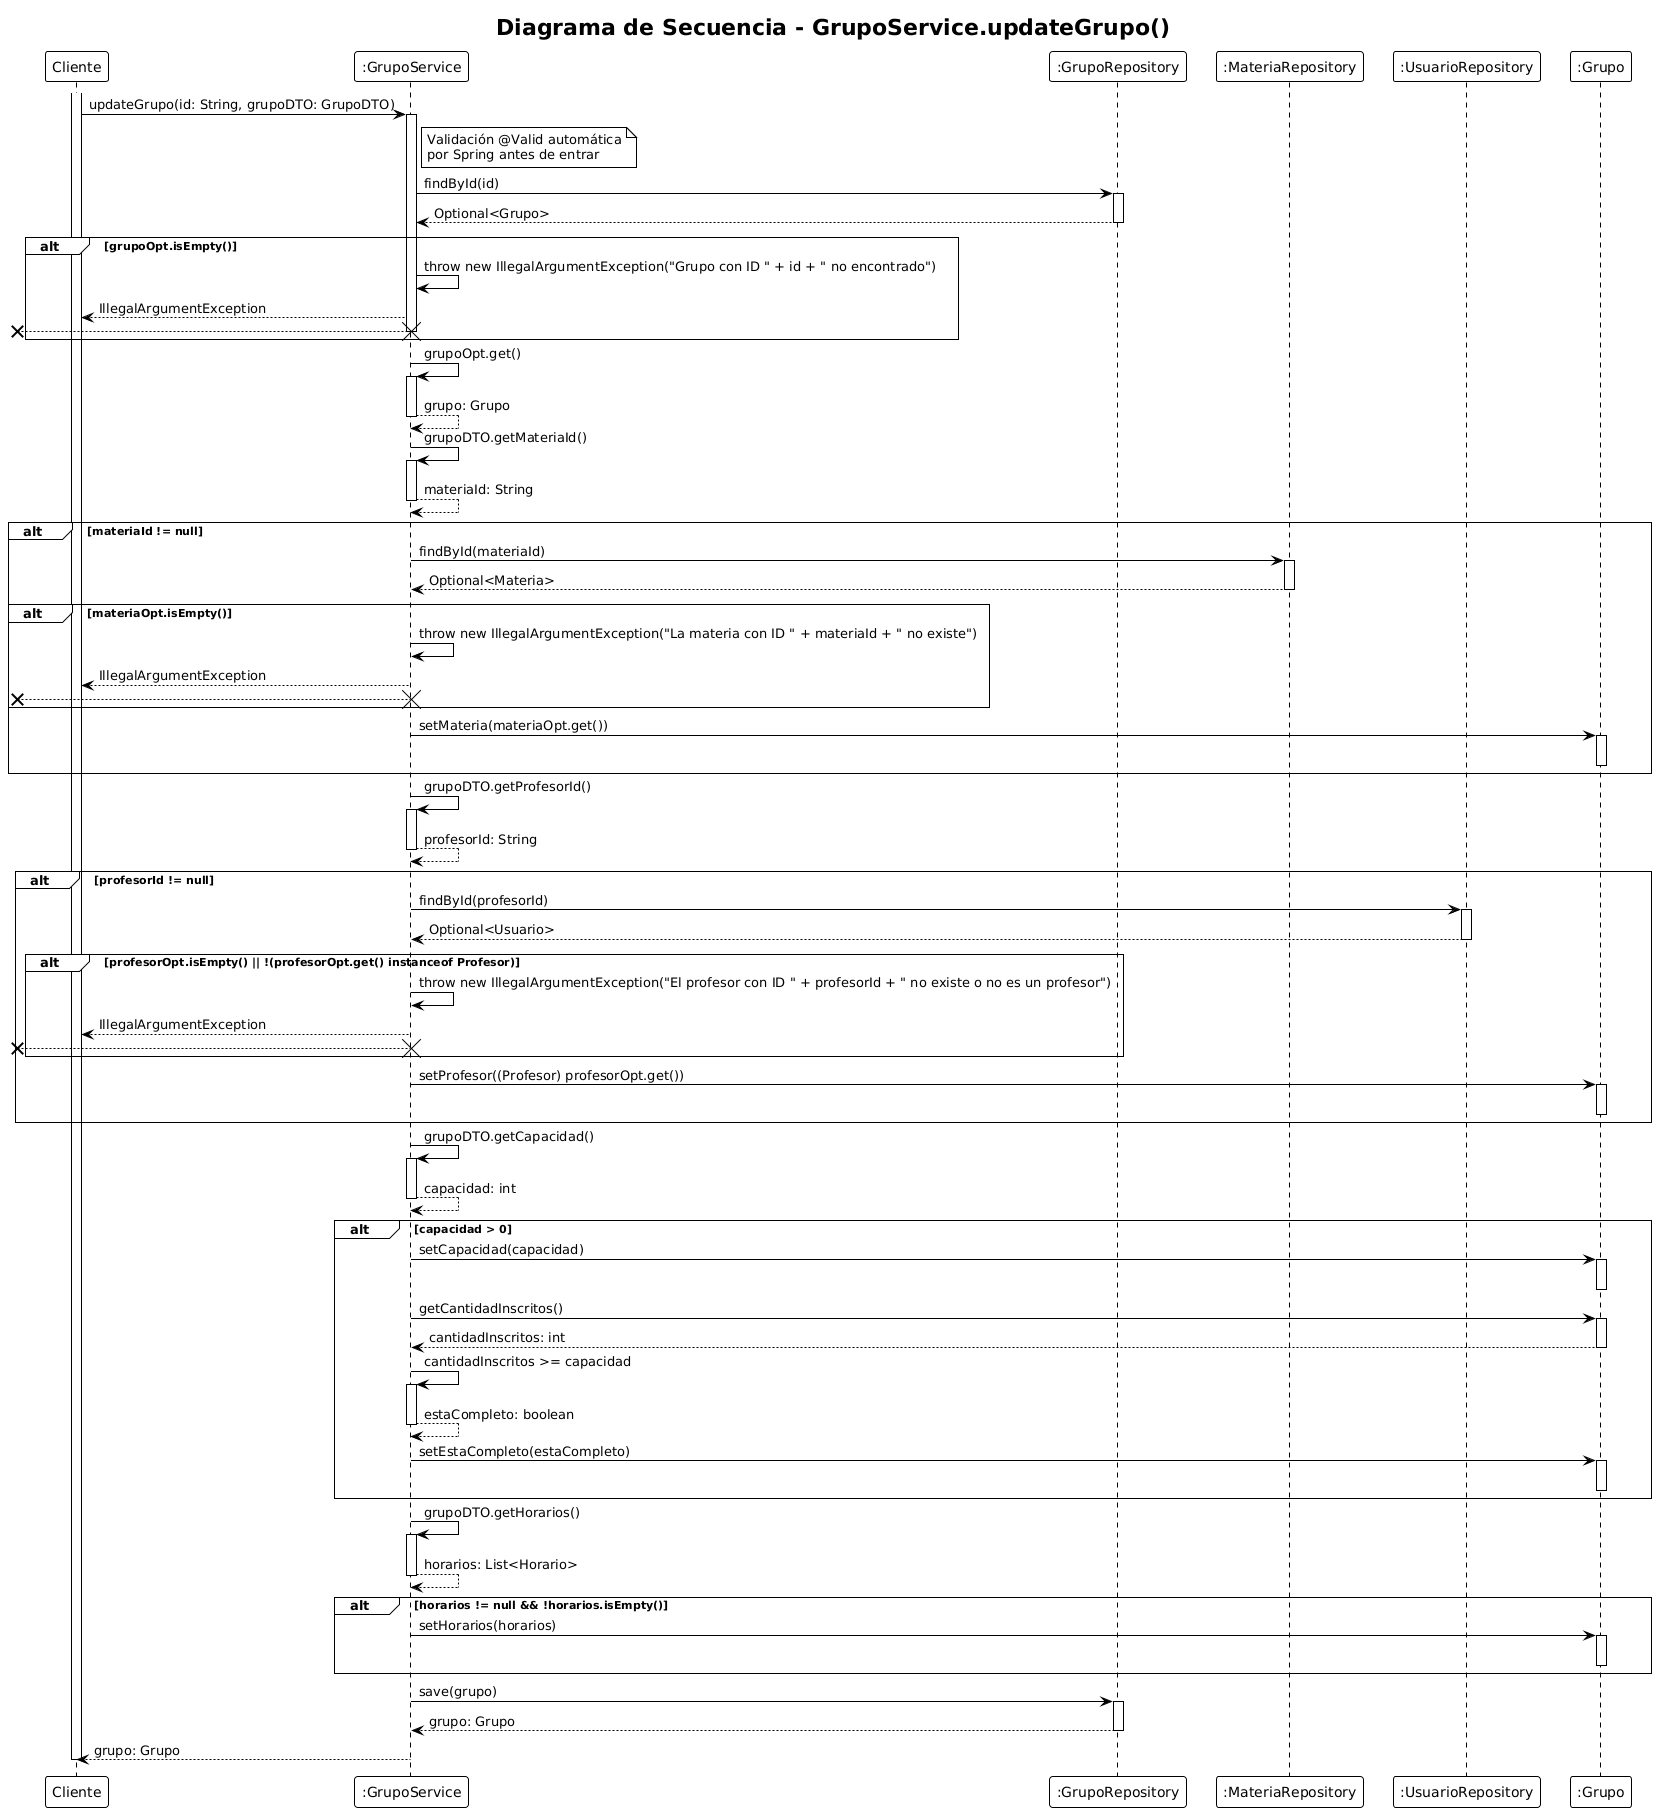 Diagrama de Secuencia - GrupoService.updateGrupo()
Cliente
:GrupoService
:GrupoRepository
:MateriaRepository
:UsuarioRepository
:Grupo
updateGrupo(id: String, grupoDTO: GrupoDTO)
Validación @Valid automática
por Spring antes de entrar
findById(id)
Optional<Grupo>
alt
[grupoOpt.isEmpty()]
throw new IllegalArgumentException("Grupo con ID " + id + " no encontrado")
IllegalArgumentException
grupoOpt.get()
grupo: Grupo
grupoDTO.getMateriaId()
materiaId: String
alt
[materiaId != null]
findById(materiaId)
Optional<Materia>
alt
[materiaOpt.isEmpty()]
throw new IllegalArgumentException("La materia con ID " + materiaId + " no existe")
IllegalArgumentException
setMateria(materiaOpt.get())
grupoDTO.getProfesorId()
profesorId: String
alt
[profesorId != null]
findById(profesorId)
Optional<Usuario>
alt
[profesorOpt.isEmpty() || !(profesorOpt.get() instanceof Profesor)]
throw new IllegalArgumentException("El profesor con ID " + profesorId + " no existe o no es un profesor")
IllegalArgumentException
setProfesor((Profesor) profesorOpt.get())
grupoDTO.getCapacidad()
capacidad: int
alt
[capacidad > 0]
setCapacidad(capacidad)
getCantidadInscritos()
cantidadInscritos: int
cantidadInscritos >= capacidad
estaCompleto: boolean
setEstaCompleto(estaCompleto)
grupoDTO.getHorarios()
horarios: List<Horario>
alt
[horarios != null && !horarios.isEmpty()]
setHorarios(horarios)
save(grupo)
grupo: Grupo
grupo: Grupo
Cliente
:GrupoService
:GrupoRepository
:MateriaRepository
:UsuarioRepository
:Grupo